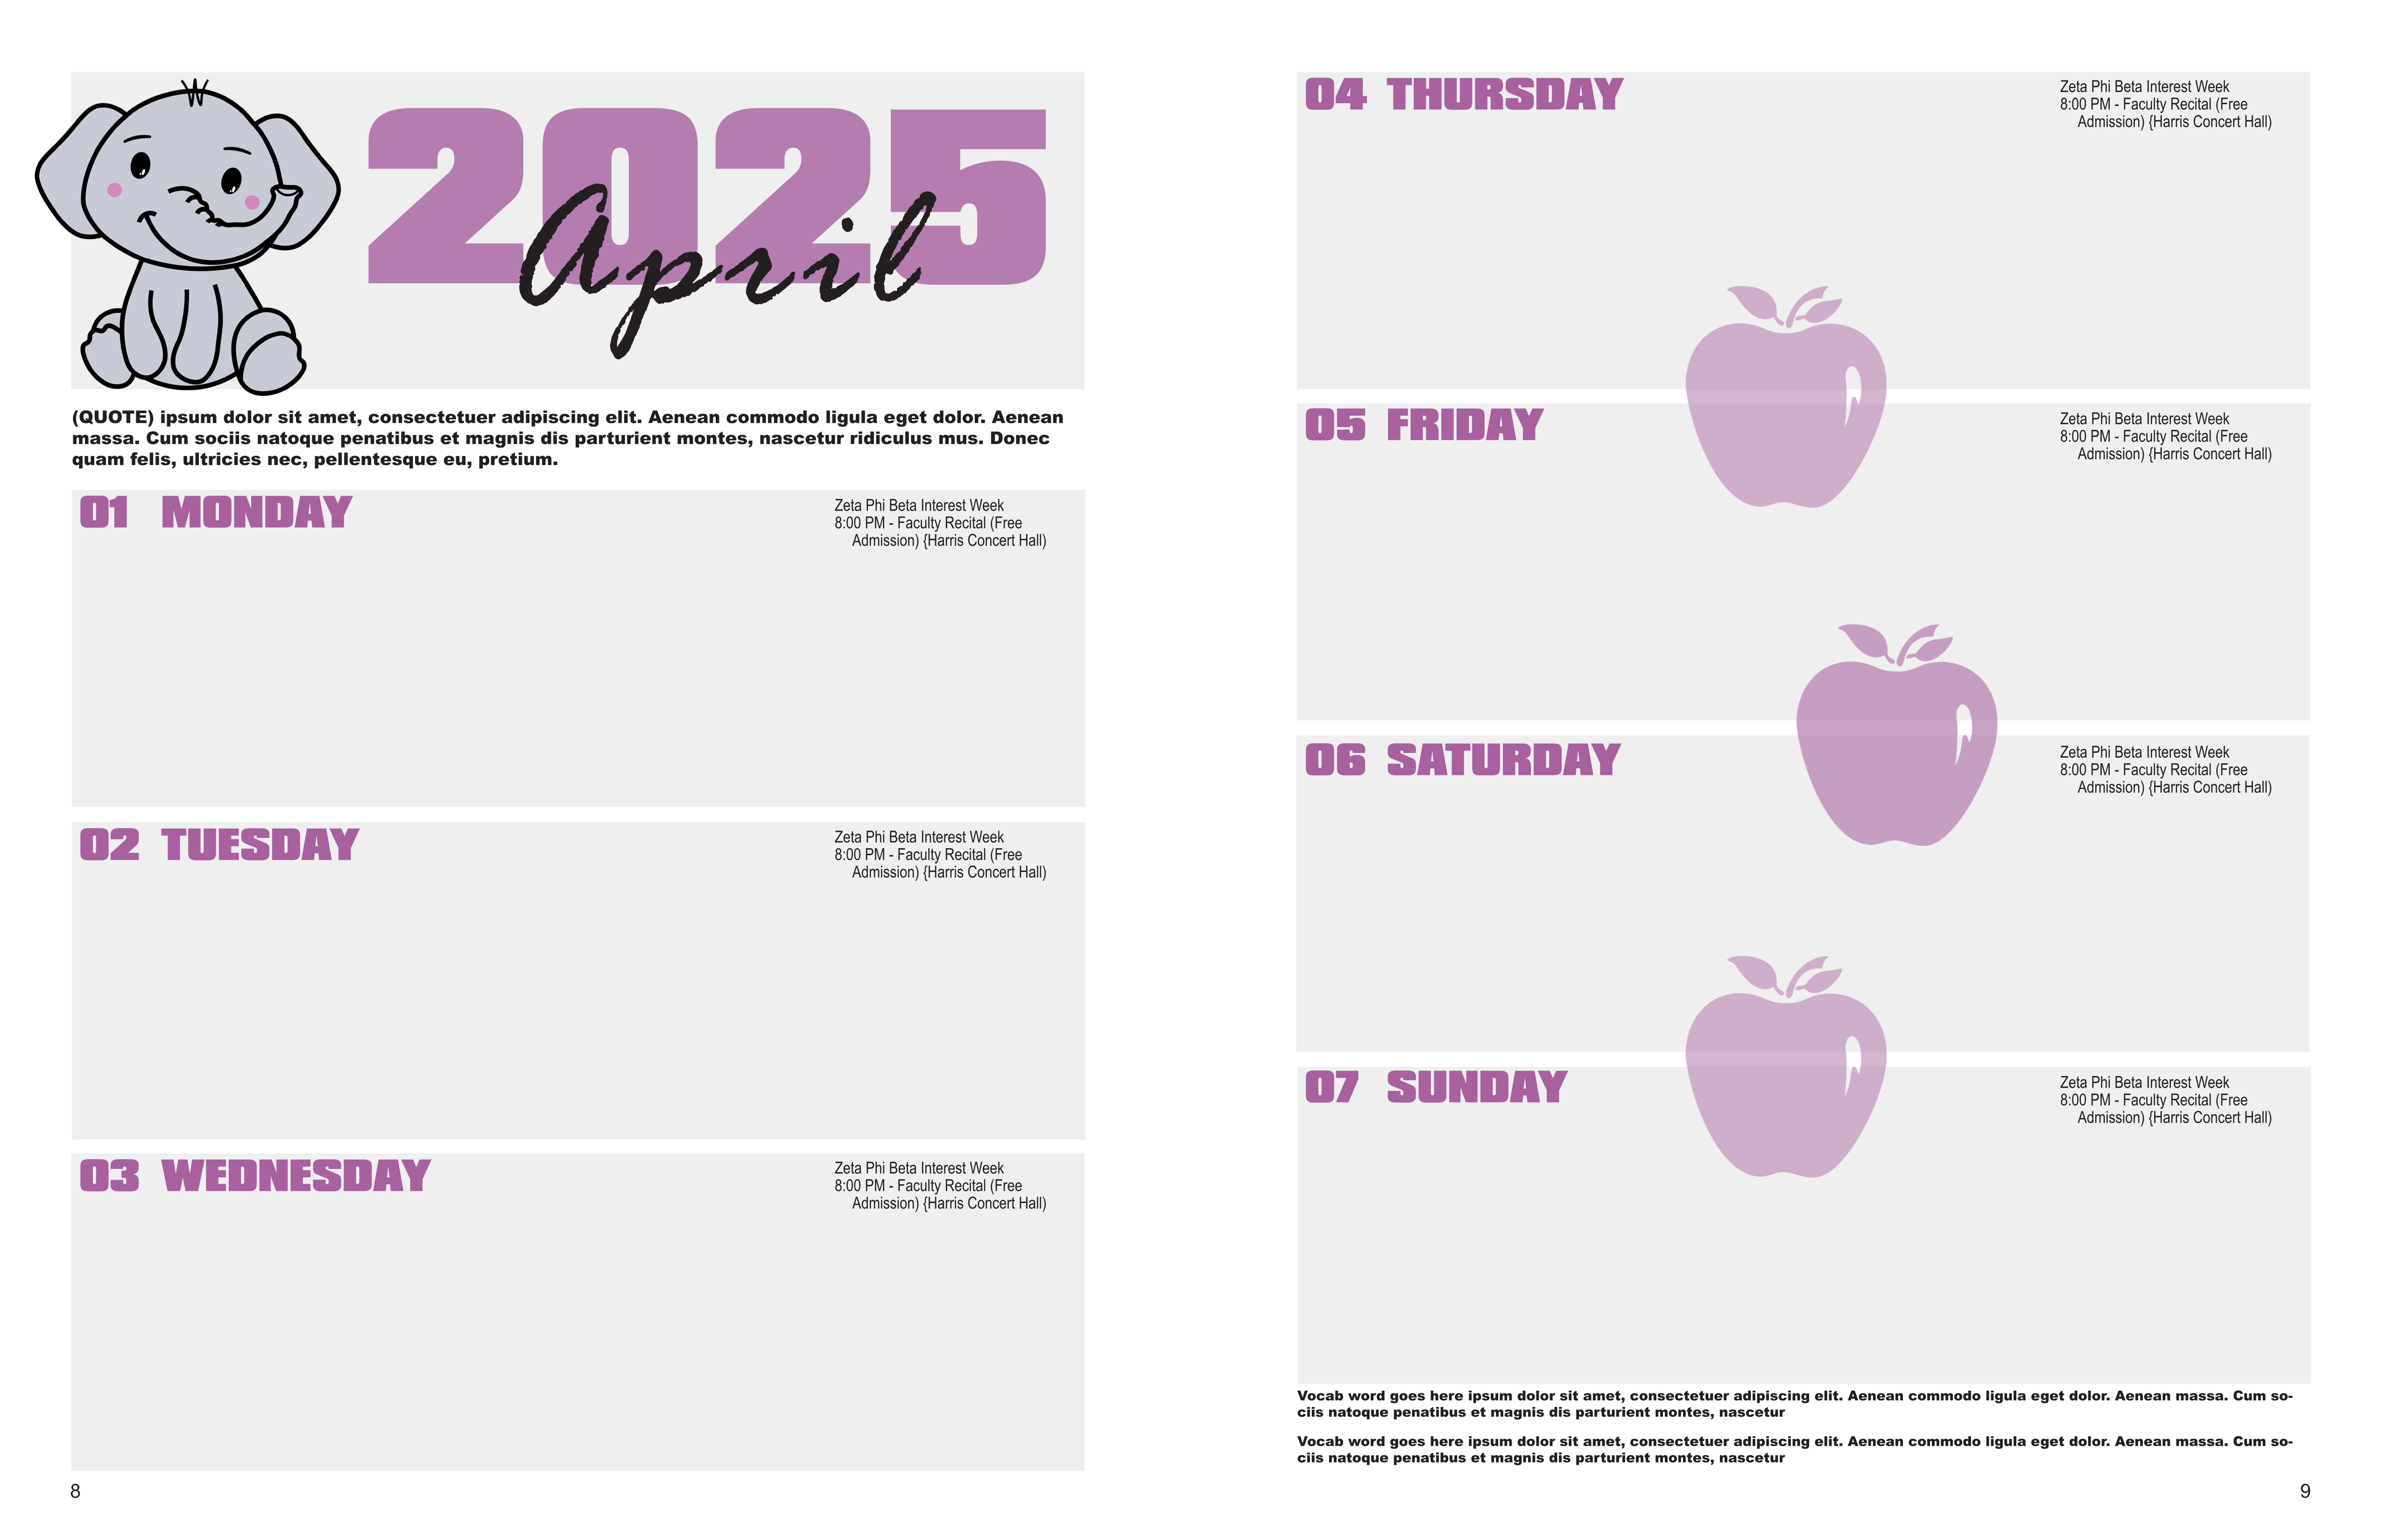 2025
April
(QUOTE) ipsum dolor sit amet, consectetuer adipiscing elit. Aenean commodo ligula eget dolor. Aenean
massa. Cum sociis natoque penatibus et magnis dis parturient montes, nascetur ridiculus mus. Donec
quam felis, ultricies nec, pellentesque eu, pretium.
01 MONDAY
Zeta Phi Beta Interest Week
8:00 PM - Faculty Recital (Free
Admission) {Harris Concert Hall)
02 TUESDAY
Zeta Phi Beta Interest Week
8:00 PM - Faculty Recital (Free
Admission) {Harris Concert Hall)
03 WEDNESDAY
Zeta Phi Beta Interest Week
8:00 PM - Faculty Recital (Free
Admission) {Harris Concert Hall)
8
04 THURSDAY
Zeta Phi Beta Interest Week
8:00 PM - Faculty Recital (Free
Admission) {Harris Concert Hall)
05 FRIDAY
Zeta Phi Beta Interest Week
8:00 PM - Faculty Recital (Free
Admission) {Harris Concert Hall)
06 SATURDAY
Zeta Phi Beta Interest Week
8:00 PM - Faculty Recital (Free
Admission) {Harris Concert Hall)
07 SUNDAY
Zeta Phi Beta Interest Week
8:00 PM - Faculty Recital (Free
Admission) {Harris Concert Hall)
Vocab word goes here ipsum dolor sit amet, consectetuer adipiscing elit. Aenean commodo ligula eget dolor. Aenean massa. Cum so-
ciis natoque penatibus et magnis dis parturient montes, nascetur
Vocab word goes here ipsum dolor sit amet, consectetuer adipiscing elit. Aenean commodo ligula eget dolor. Aenean massa. Cum so-
ciis natoque penatibus et magnis dis parturient montes, nascetur
9